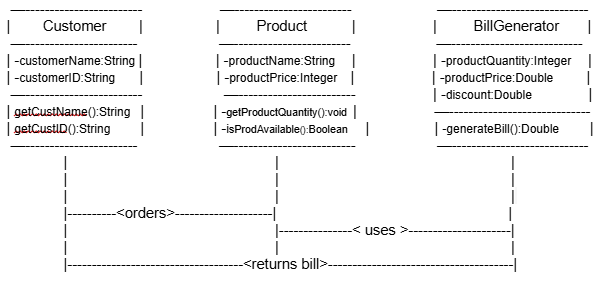 Customer
Product
BillGenerator
-customerName:String
-customerID:String
-productName:String
-productPrice:Integer
-productQuantity:Integer
-productPrice:Double
-discount:Double
getCustName():String
getCustID():String
-getProductQuantity():void
-isProdAvailable():Boolean
-generateBill():Double
<orders>
< uses >
<returns bill>